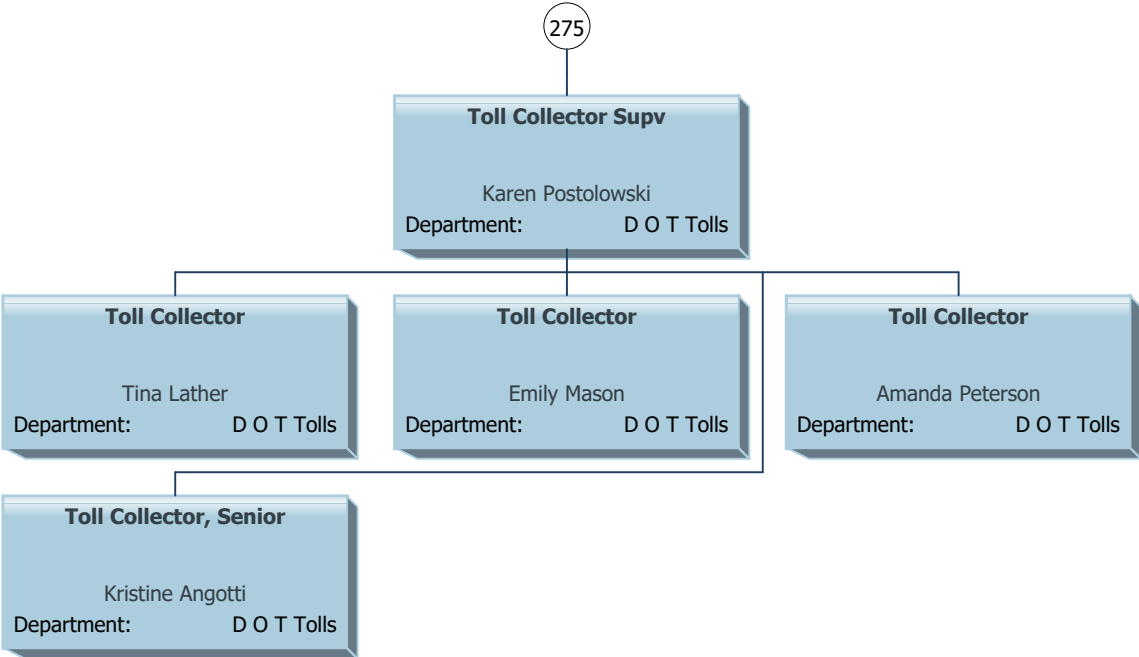 275
Toll Collector Supv
Karen Postolowski
Department: D O T Tolls
Toll Collector
Tina Lather
Department: D O T Tolls
Toll Collector
Emily Mason
Department: D O T Tolls
Toll Collector
Amanda Peterson
Department: D O T Tolls
Toll Collector, Senior
Kristine Angotti
Department: D O T Tolls